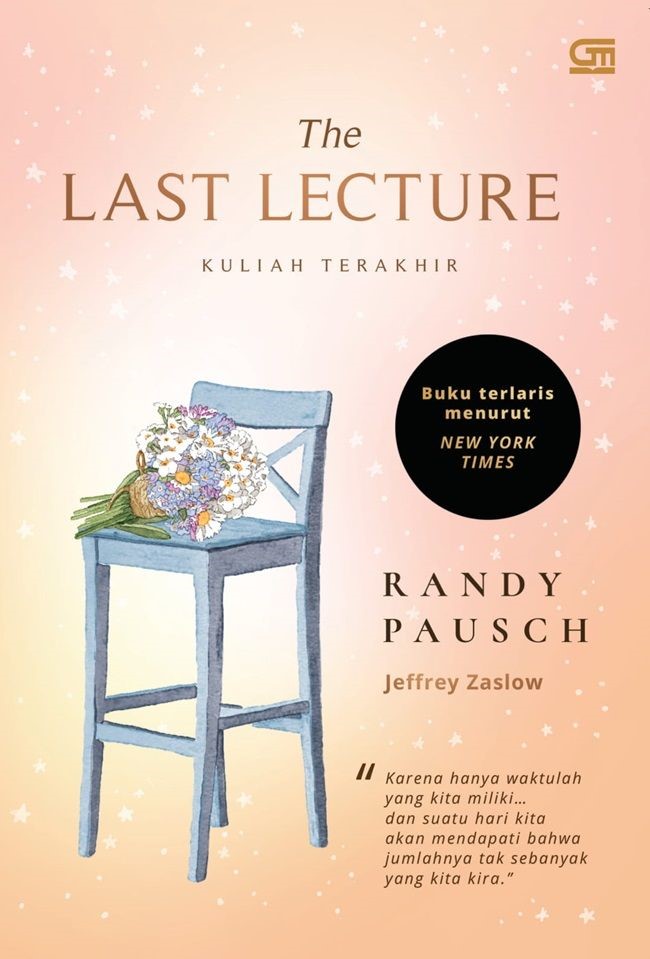 GM
The
LAST LECTURE
KULIAH TERAKHIR
Buku terlaris
menurut
NEW YORK
TIMES
RANDY
PAUSCH
Jeffrey Zaslow
“ Karena hanya waktulah
yang kita miliki...
dan suatu hari kita
akan mendapati bahwa
jumlahnya tak sebanyak
yang kita kira.”